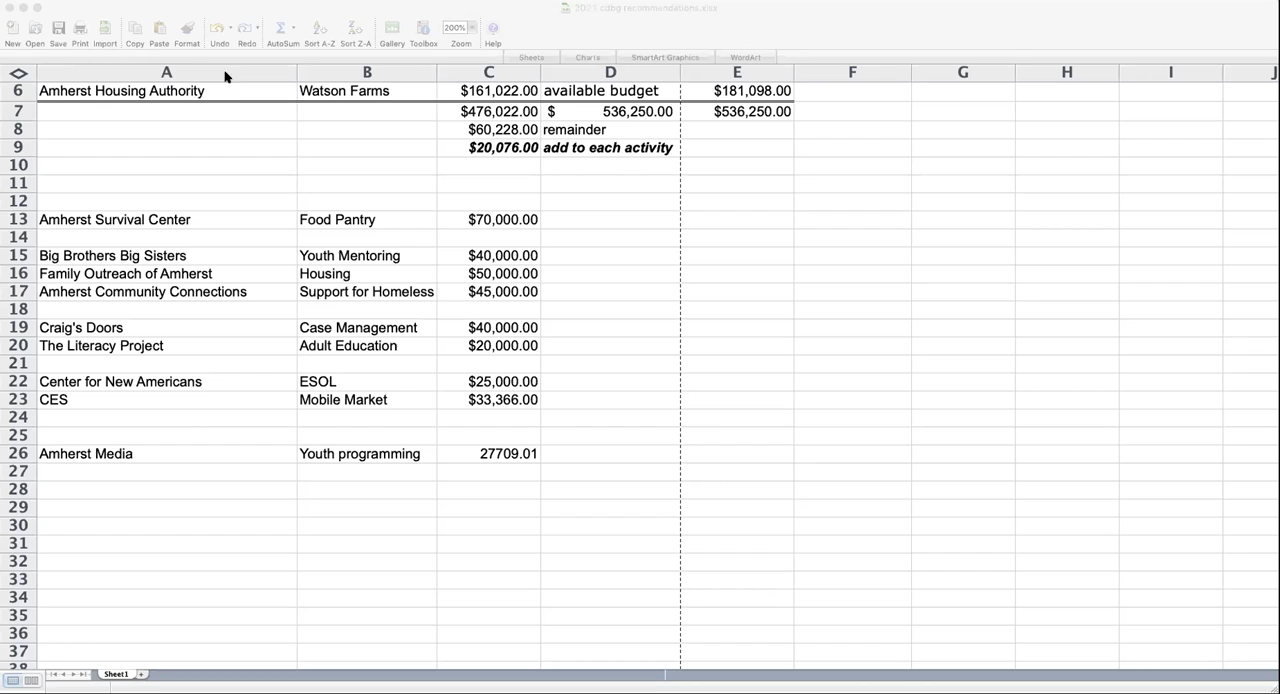 2021 cdbg recommendations.xlsx
New Open Save Print Import Copy Paste Format Undo Redo AutoSum Sort A-Z Sort Z-A Gallery Toolbox Zoom Help
200%
Sheets Charts SmartArt Graphics WordArt
A B C D E F G H I J
6 Amherst Housing Authority Watson Farms $161,022.00 available budget $181,098.00
7 $476,022.00 $ 536,250.00 $536,250.00
8 $60,228.00 remainder
9 $20,076.00 add to each activity
10
11
12
13 Amherst Survival Center Food Pantry $70,000.00
14
15 Big Brothers Big Sisters Youth Mentoring $40,000.00
16 Family Outreach of Amherst Housing $50,000.00
17 Amherst Community Connections Support for Homeless $45,000.00
18
19 Craig's Doors Case Management $40,000.00
20 The Literacy Project Adult Education $20,000.00
21
22 Center for New Americans ESOL $25,000.00
23 CES Mobile Market $33,366.00
24
25
26 Amherst Media Youth programming 27709.01
27
28
29
30
31
32
33
34
35
36
37
38
Sheet1